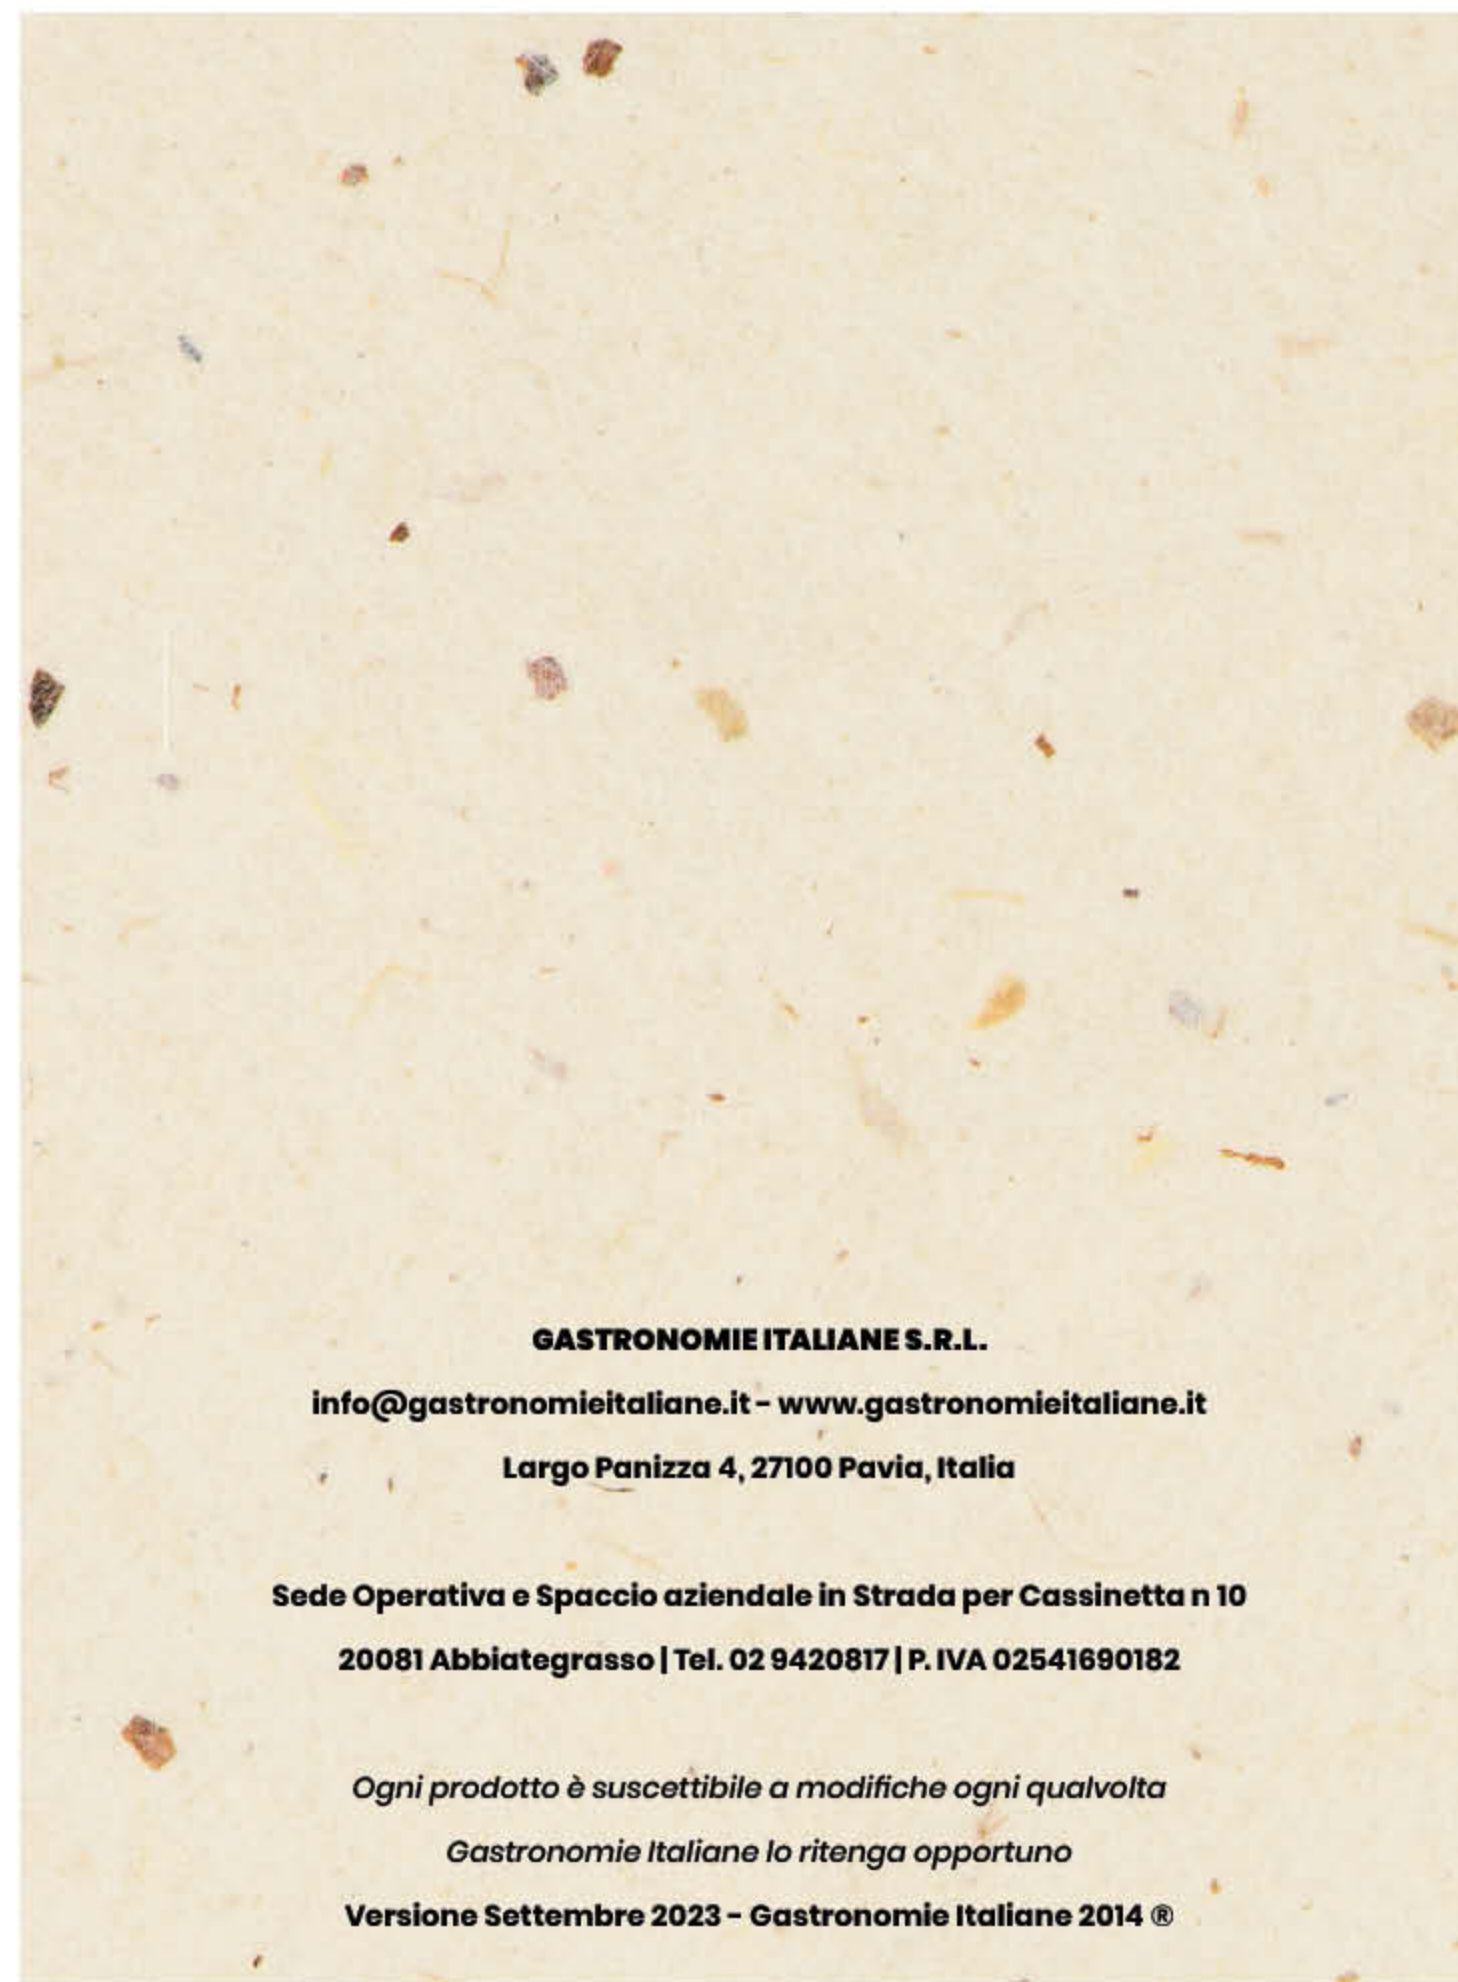 GASTRONOMIE ITALIANE S.R.L.
info@gastronomieitaliane.it - www.gastronomieitaliane.it
Largo Panizza 4, 27100 Pavia, Italia
Sede Operativa e Spaccio aziendale in Strada per Cassinetta n 10
20081 Abbiategrasso | Tel. 02 9420817 | P. IVA 02541690182
Ogni prodotto è suscettibile a modifiche ogni qualvolta
Gastronomie Italiane lo ritenga opportuno
Versione Settembre 2023 - Gastronomie Italiane 2014 ®